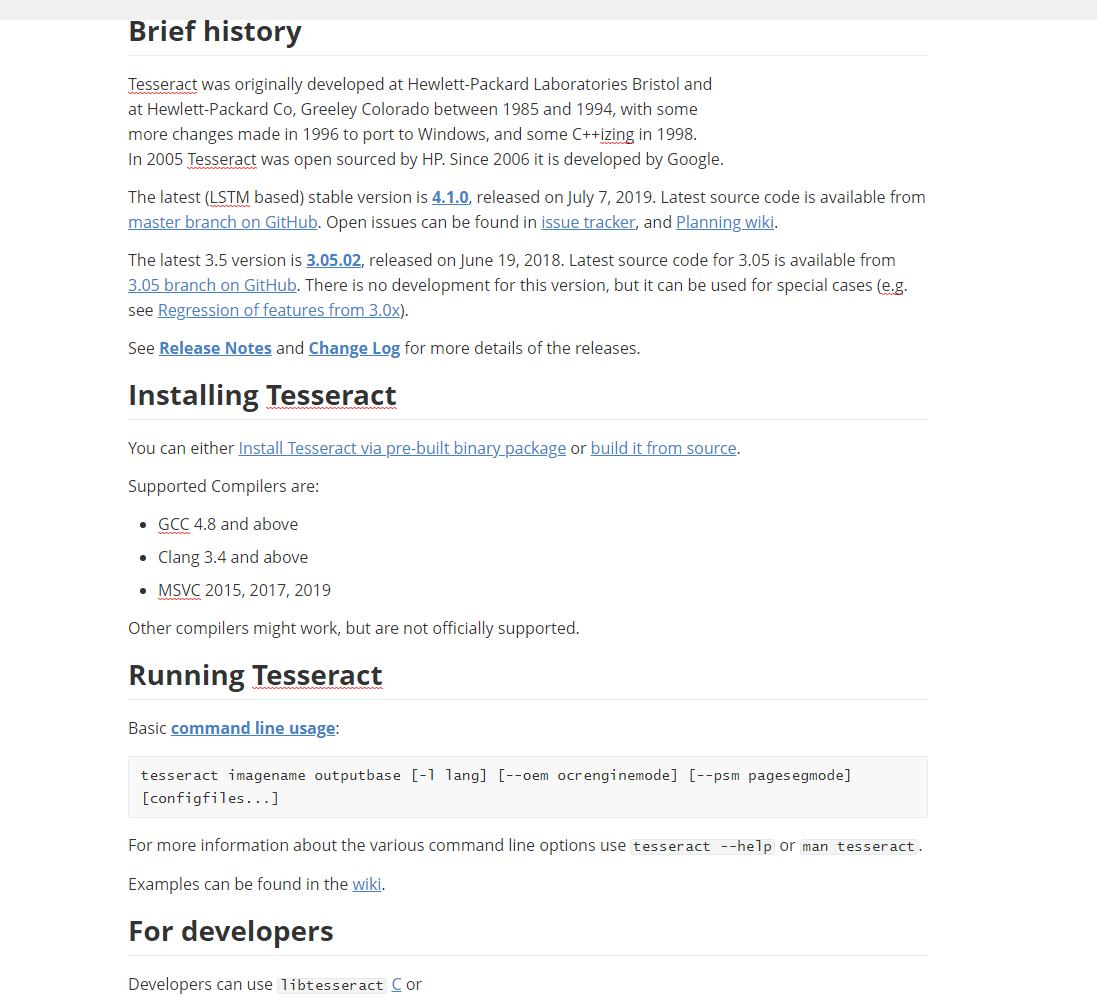 Brief history
Tesseract was originally developed at Hewlett-Packard Laboratories Bristol and
at Hewlett-Packard Co, Greeley Colorado between 1985 and 1994, with some
more changes made in 1996 to port to Windows, and some C++izing in 1998.
In 2005 Tesseract was open sourced by HP. Since 2006 it is developed by Google.
The latest (LSTM based) stable version is 4.1.0, released on July 7, 2019. Latest source code is available from
master branch on GitHub. Open issues can be found in issue tracker, and Planning wiki.
The latest 3.5 version is 3.05.02, released on June 19, 2018. Latest source code for 3.05 is available from
3.05 branch on GitHub. There is no development for this version, but it can be used for special cases (e.g.
see Regression of features from 3.0x).
See Release Notes and Change Log for more details of the releases.
Installing Tesseract
You can either Install Tesseract via pre-built binary package or build it from source.
Supported Compilers are:
• GCC 4.8 and above
• Clang 3.4 and above
• MSVC 2015, 2017, 2019
Other compilers might work, but are not officially supported.
Running Tesseract
Basic command line usage:
tesseract imagename outputbase [-l lang] [--oem ocrenginemode] [--psm pagesegmode]
[configfiles...]
For more information about the various command line options use tesseract --help or man tesseract.
Examples can be found in the wiki.
For developers
Developers can use libtesseract C or